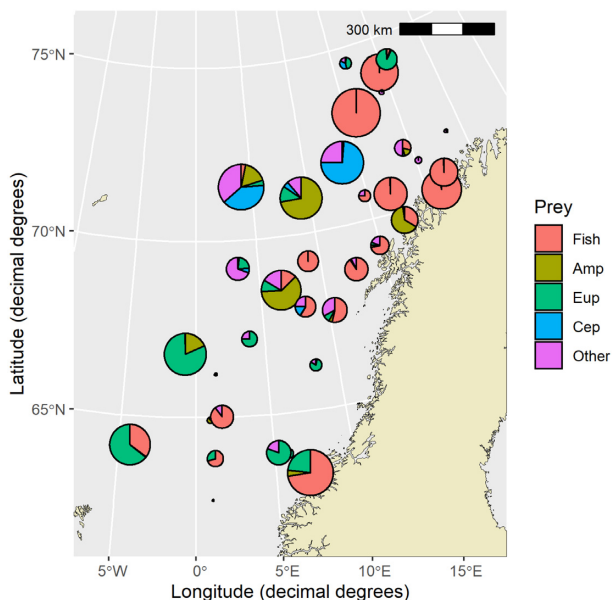 300 km
75°N
70°N
65°N
Latitude (decimal degrees)
5°W
0°
5°E
10°E
15°E
Longitude (decimal degrees)
Prey
Fish
Amp
Eup
Cep
Other